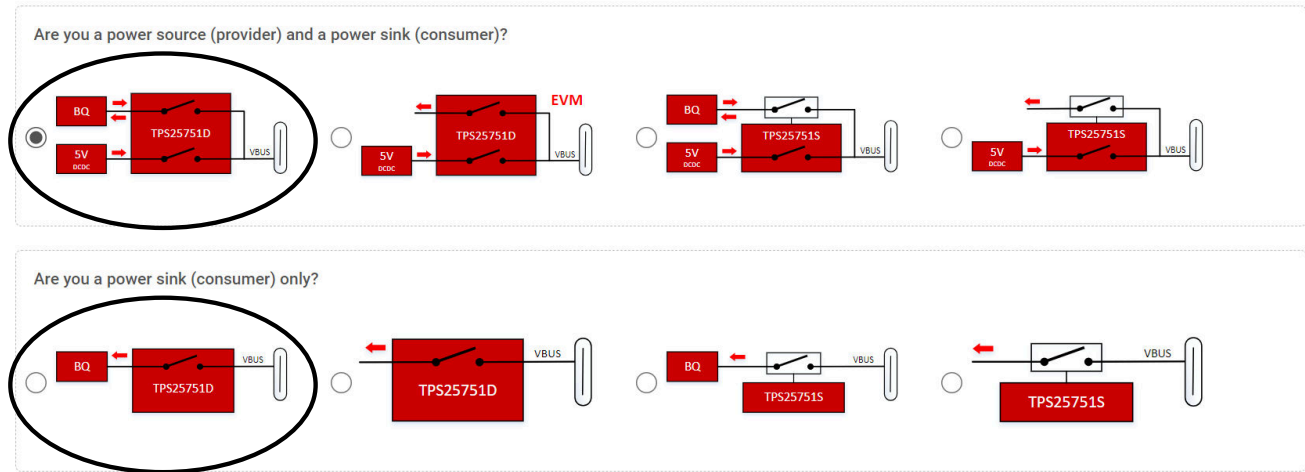 Are you a power source (provider) and a power sink (consumer)?
BQ
TPS25751D
5V
DCDC
VBUS
EVM
TPS25751D
5V
DCDC
VBUS
BQ
TPS25751S
5V
DCDC
VBUS
TPS25751S
5V
DCDC
VBUS
Are you a power sink (consumer) only?
BQ
VBUS
TPS25751D
VBUS
TPS25751D
BQ
VBUS
TPS25751S
VBUS
TPS25751S